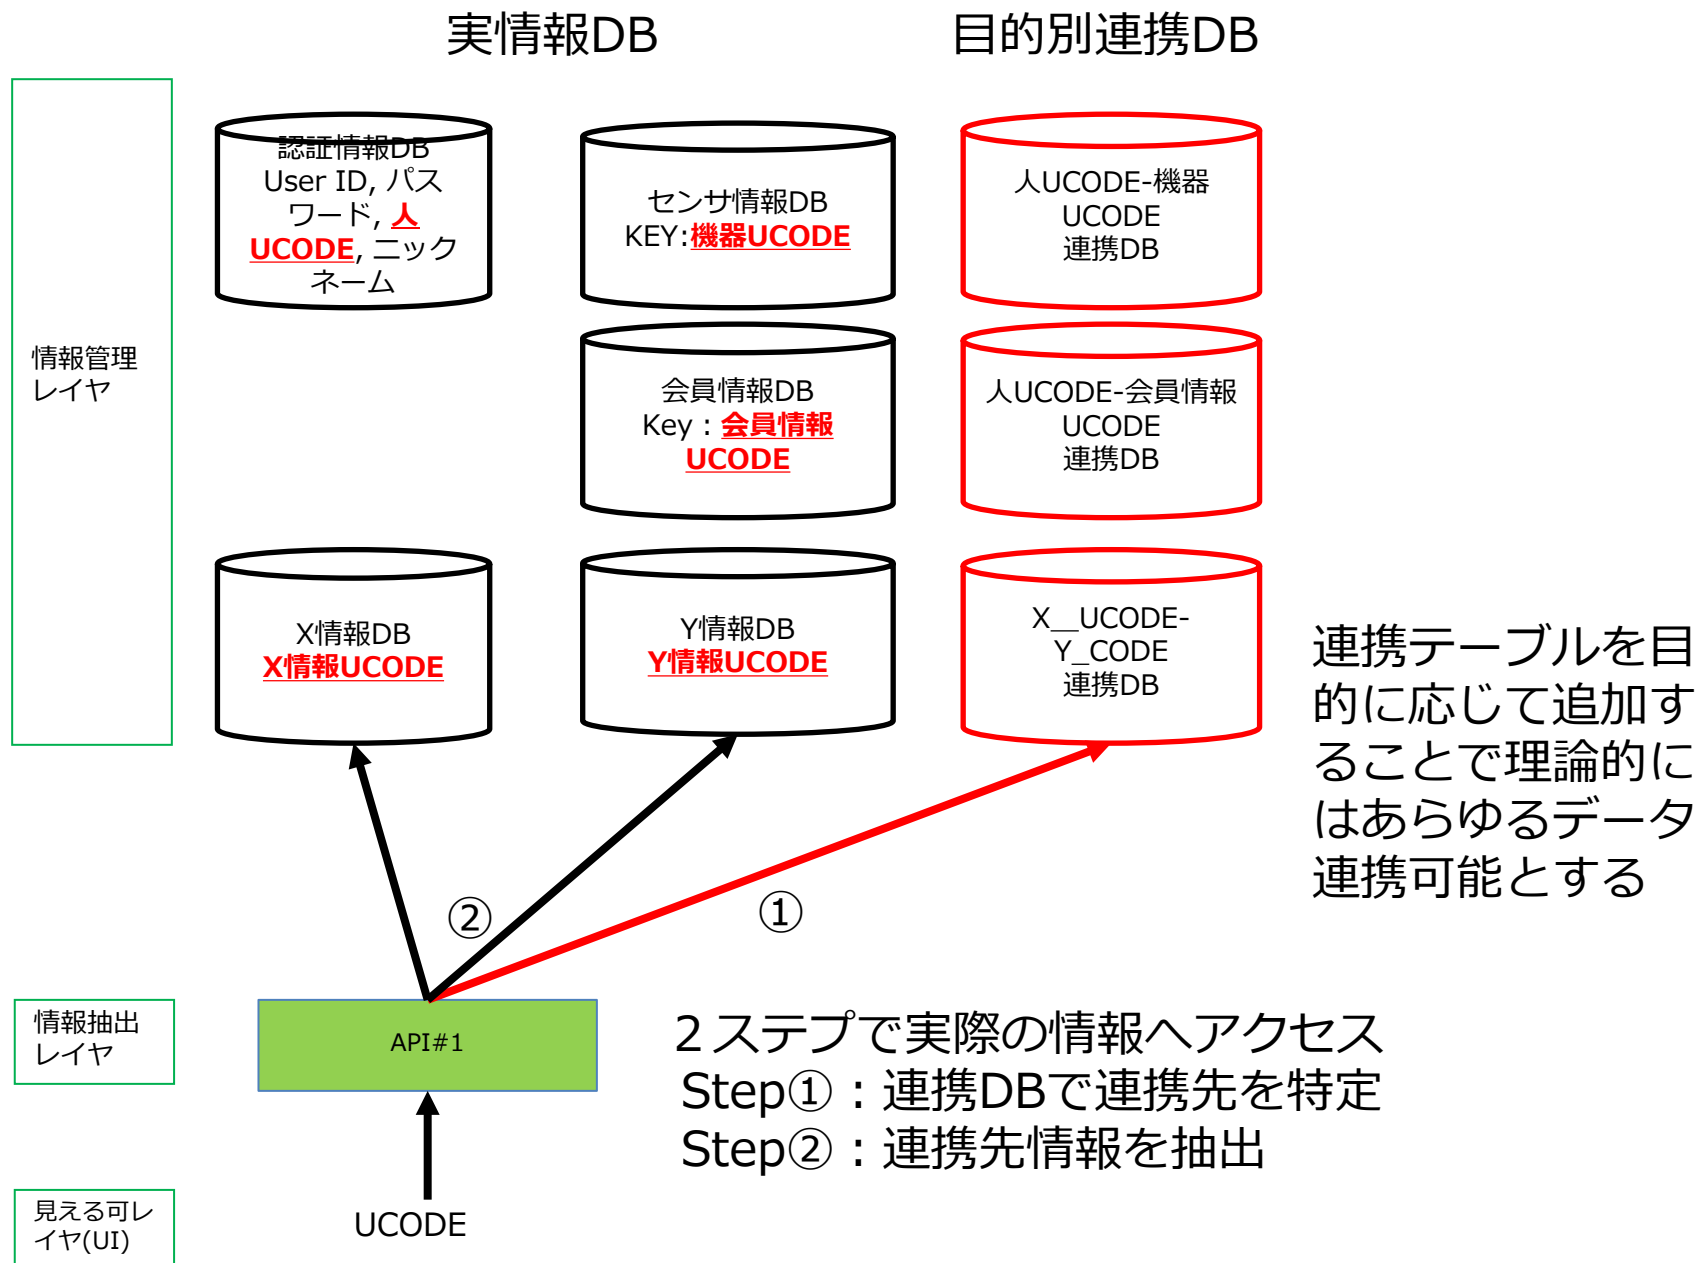 実情報DB
目的別連携DB
情報管理
レイヤ
認証情報DB
User ID, パス
ワード, 人
UCODE, ニック
ネーム
センサ情報DB
KEY:機器UCODE
人UCODE-機器
UCODE
連携DB
会員情報DB
Key：会員情報
UCODE
人UCODE-会員情報
UCODE
連携DB
X情報DB
X情報UCODE
Y情報DB
Y情報UCODE
X＿UCODE-
Y_CODE
連携DB
連携テーブルを目
的に応じて追加す
ることで理論的に
はあらゆるデータ
連携可能とする
②
①
情報抽出
レイヤ
API#1
２ステプで実際の情報へアクセス
Step①：連携DBで連携先を特定
Step②：連携先情報を抽出
見える可レ
イヤ(UI)
UCODE